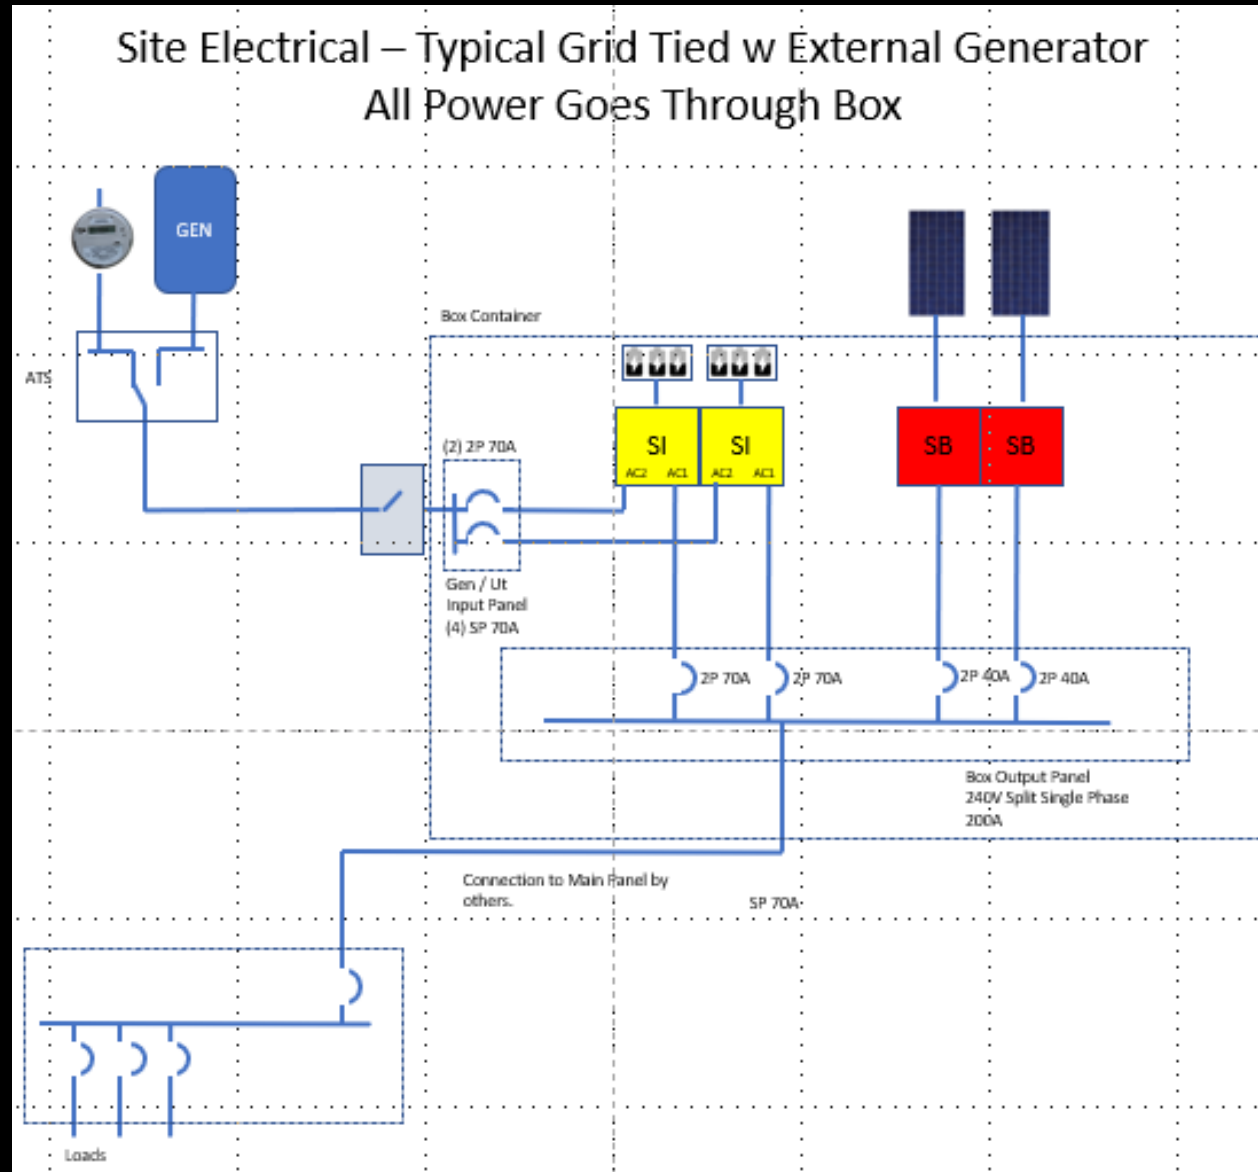 Site Electrical – Typical Grid Tied w External Generator
All Power Goes Through Box
GEN
Box Container
ATS
SI
SI
SB
SB
AC2
AC1
AC2
AC1
(2) 2P 70A
Gen / Ut
Input Panel
(4) SP 70A
2P 70A
2P 70A
2P 40A
2P 40A
Box Output Panel
240V Split Single Phase
200A
Connection to Main Panel by
others.
SP 70A
Loads